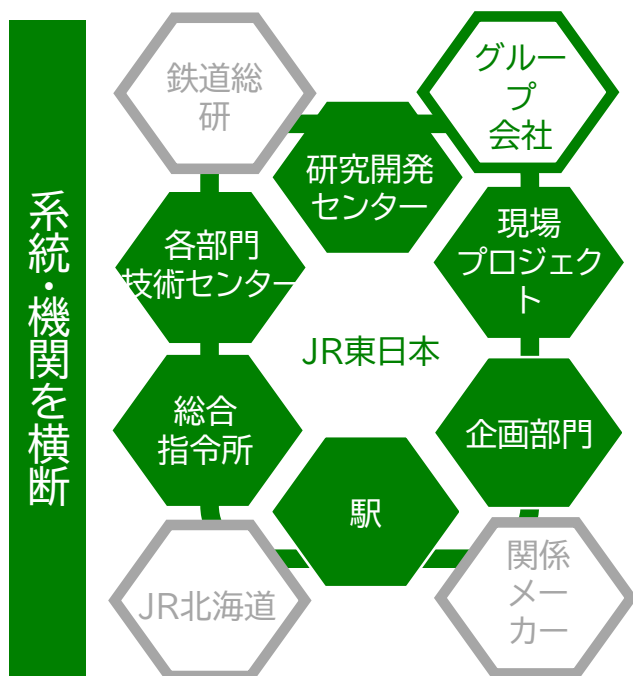 系統・機関を横断
鉄道総
研
グルー
プ
会社
研究開発
センター
各部門
技術センター
現場
プロジェク
ト
JR東日本
総合
指令所
企画部門
駅
JR北海道
関係
メー
カー